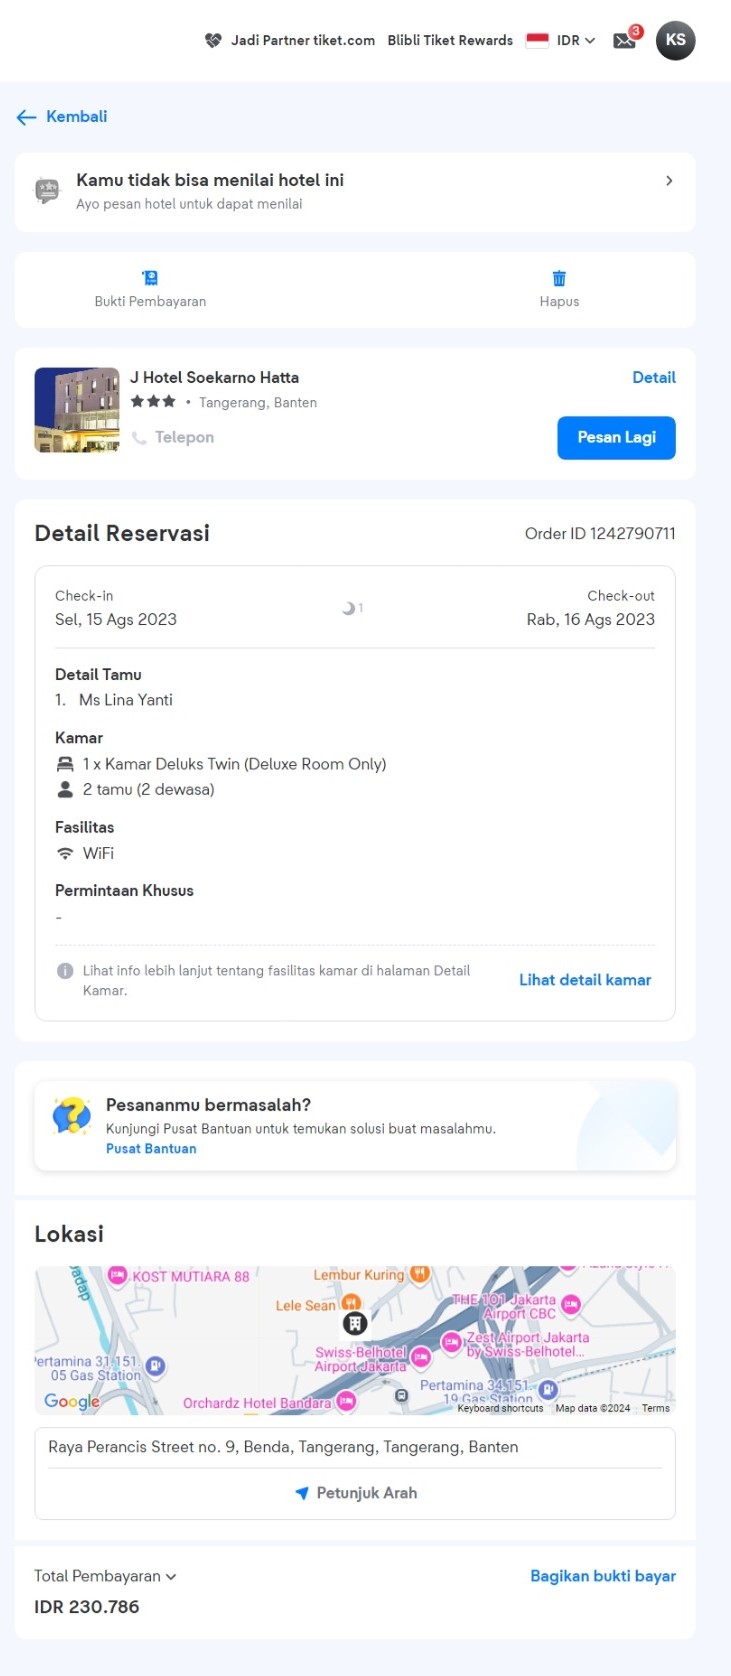 Jadi Partner tiket.com Blibli Tiket Rewards IDR 3 KS
Kembali
Kamu tidak bisa menilai hotel ini
Ayo pesan hotel untuk dapat menilai
Bukti Pembayaran Hapus
J Hotel Soekarno Hatta Detail
• Tangerang, Banten
Telepon Pesan Lagi
Detail Reservasi Order ID 1242790711
Check-in Check-out
Sel, 15 Ags 2023 1 Rab, 16 Ags 2023
Detail Tamu
1. Ms Lina Yanti
Kamar
1 x Kamar Deluks Twin (Deluxe Room Only)
2 tamu (2 dewasa)
Fasilitas
WiFi
Permintaan Khusus
-
Lihat info lebih lanjut tentang fasilitas kamar di halaman Detail
Kamar.
Lihat detail kamar
Pesananmu bermasalah?
Kunjungi Pusat Bantuan untuk temukan solusi buat masalahmu.
Pusat Bantuan
Lokasi
KOST MUTIARA 88
Lembur Kuring
Lele Sean
THE 1O1 Jakarta
Airport CBC
Swiss-Belhotel
Airport Jakarta
Zest Airport Jakarta
by Swiss-Belhotel...
Pertamina 31.151.
05 Gas Station
Orchardz Hotel Bandara
Pertamina 34.151.
19 Gas Station
Google
Keyboard shortcuts Map data ©2024 Terms
Raya Perancis Street no. 9, Benda, Tangerang, Tangerang, Banten
Petunjuk Arah
Total Pembayaran Bagikan bukti bayar
IDR 230.786